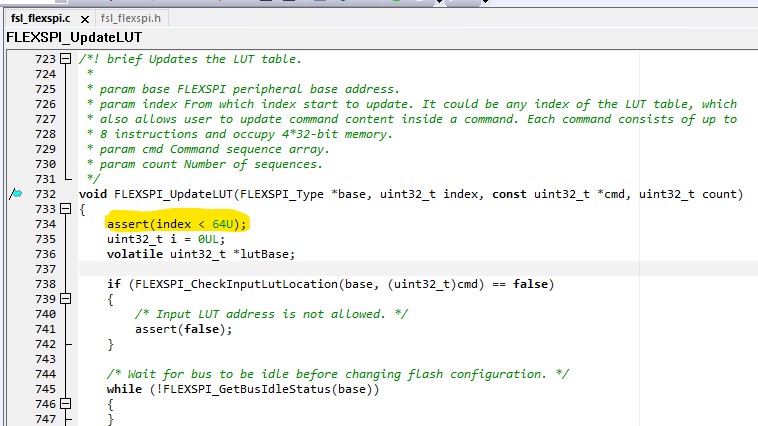 fsl_flexspi.c x fsl_flexspi.h
FLEXSPI_UpdateLUT
723 /*! brief Updates the LUT table.
724 *
725 * param base FLEXSPI peripheral base address.
726 * param index From which index start to update. It could be any index of the LUT table, which
727 * also allows user to update command content inside a command. Each command consists of up to
728 * 8 instructions and occupy 4*32-bit memory.
729 * param cmd Command sequence array.
730 * param count Number of sequences.
731 */
732 void FLEXSPI_UpdateLUT(FLEXSPI_Type *base, uint32_t index, const uint32_t *cmd, uint32_t count)
733 {
734 assert(index < 64U);
735 uint32_t i = 0UL;
736 volatile uint32_t *lutBase;
737
738 if (FLEXSPI_CheckInputLutLocation(base, (uint32_t)cmd) == false)
739 {
740 /* Input LUT address is not allowed. */
741 assert(false);
742 }
743
744 /* Wait for bus to be idle before changing flash configuration. */
745 while (!FLEXSPI_GetBusIdleStatus(base))
746 {
747 }